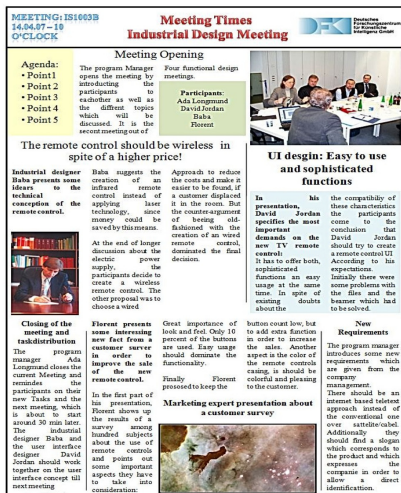 MEETING: IS1003B
14.04.07 – 10
O'CLOCK
Meeting Times
Industrial Design Meeting
Deutsches
Forschungszentrum
für Künstliche
Intelligenz GmbH
Agenda:
• Point1
• Point 2
• Point 3
• Point 4
• Point 5
Meeting Opening
The program Manager
opens the meeting by
introducting the
participants to
eachother as well as
the differnt topics
which will be
discussed. It is the
second meeting out of
Four functional design
meetings.
Participants:
Ada Longmund
David Jordan
Baba
Florent
The remote control should be wireless in
spite of a higher price!
Industrial designer
Baba presents some
idears to the
technical
conception of the
remote control.
Baba suggests the
creation of an
infrared remote
control instead of
applying laser
technology, since
money could be
saved by this means.
At the end of longer
discussion about the
electric power
supply, the
participants decide
to create a wireless
remote control. The
other proposal was to
choose a wired
Approach to reduce
the costs and make it
easier to be found, if
a customer displaced
it in the room. But
the counter-argument
of beeing old-
fashioned with the
creation of an wired
remote control,
dominated the final
decision.
UI desgin: Easy to use
and sophisticated
functions
In his
presentation,
David Jordan
specifies the most
important
demands on the
new TV remote
control:
It has to offer both,
sophisticated
functions an easy
usage at the same
time. In spite of
existing doubts
about the
the compatibiliy of
these characteristics
the participants
come to the
conclusion that
David Jordan
should try to create
a remote control UI
According to his
expectations.
Initially there were
some problems with
the files and the
beamer which had
to be solved.
Closing of the
meeting and
taskdistribution
The program
manager Ada
Longmund closes the
current Meeting and
remindes the
participants on their
new Tasks and the
next meeting, which
is about to start
around 30 min later.
The industrial
designer Baba and
the user interface
designer David
Jordan should work
together on the user
interface concept till
next meeting
Florent presents
some interessing
new fact from a
customer server
in order to
improve the sale
of the new
remote control.
In the first part of
his presentation,
Florent shows up
the results of a
survey among
hundred subjects
about the use of
remote controls
and points out
some important
aspects they have
to take into
consideration:
Great importance of
look and feel. Only 10
percent of the buttons
are used. Easy usage
should dominate the
functionality.
Finally Florent
prososed to keep the
button count low, but
to add extra function
in order to increase
the sales. Another
aspect is the color of
the remote controls
casing, is should be
colorful and pleasing
to the customer.
Marketing expert presentation about
a customer survey
New
Requirements
The program manager
introduces some new
requirements which
are given from the
company
management.
There should be an
internet based teletext
approach instead of
the conventional one
over sattelite/cabel.
Additionally they
should find a slogan
which corresponds to
the product and which
expresses the
companie in order to
allow a direct
identificattion.